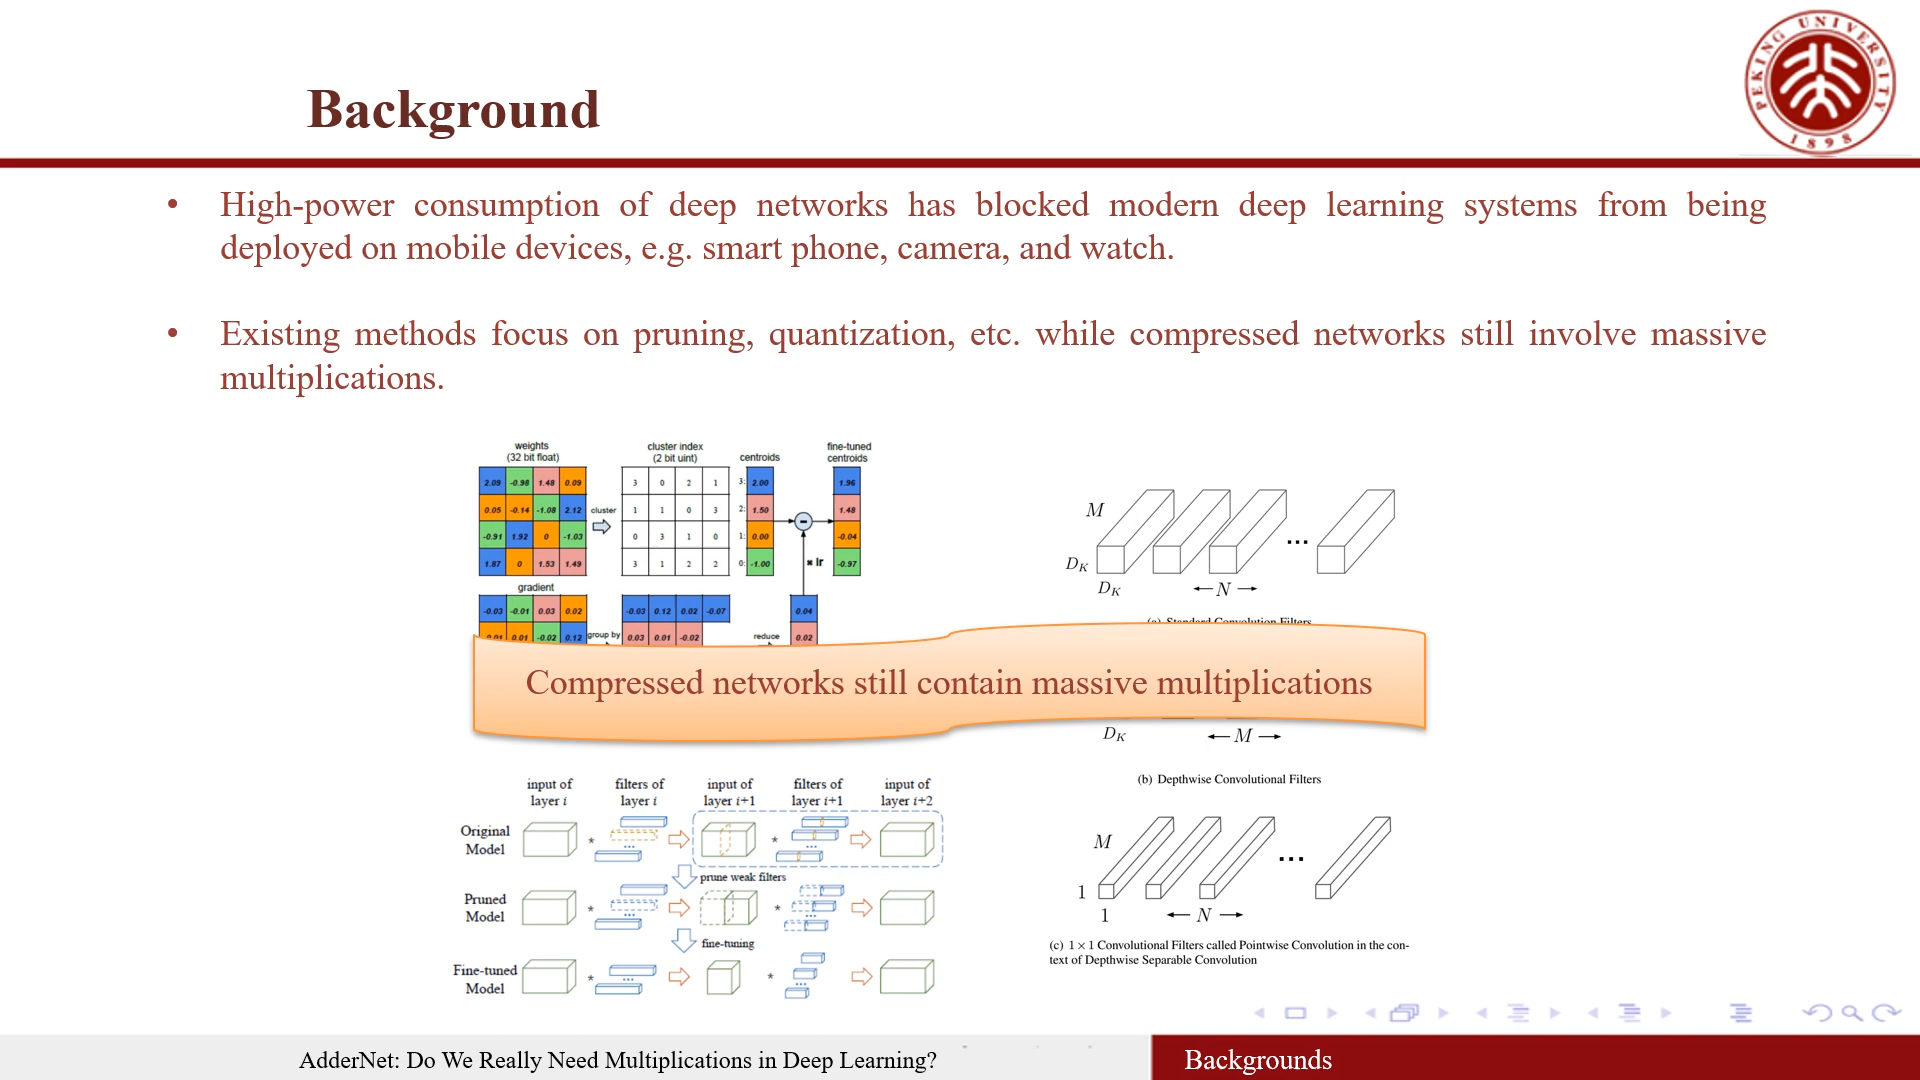 Background
PEKING UNIVERSITY
1898
• High-power consumption of deep networks has blocked modern deep learning systems from being
deployed on mobile devices, e.g. smart phone, camera, and watch.
• Existing methods focus on pruning, quantization, etc. while compressed networks still involve massive
multiplications.
weights
(32 bit float)
cluster index
(2 bit uint)
centroids
fine-tuned
centroids
2.09 -0.98 1.48 0.09
3 0 2 1
3: 2.00
1.96
0.05 -0.14 -1.08 2.12
cluster
1 1 0 3
2: 1.50
1.48
-0.91 1.92 0 -1.03
0 3 1 0
1: 0.00
-0.04
1.87 0 1.53 1.49
3 1 2 2
0: -1.00
× lr
-0.97
gradient
-0.03 -0.01 0.03 0.02
-0.03 0.12 0.02 -0.07
0.04
-0.01 0.01 -0.02 0.12
group by
0.03 0.01 -0.02
reduce
0.02
M
D_K
D_K
← N →
...
(a) Standard Convolution Filters
Compressed networks still contain massive multiplications
D_K
← M →
(b) Depthwise Convolutional Filters
M
1
1
← N →
...
(c) 1 × 1 Convolutional Filters called Pointwise Convolution in the con-
text of Depthwise Separable Convolution
input of
layer i
filters of
layer i
input of
layer i+1
filters of
layer i+1
input of
layer i+2
Original
Model
prune weak filters
Pruned
Model
fine-tuning
Fine-tuned
Model
AdderNet: Do We Really Need Multiplications in Deep Learning?
Backgrounds